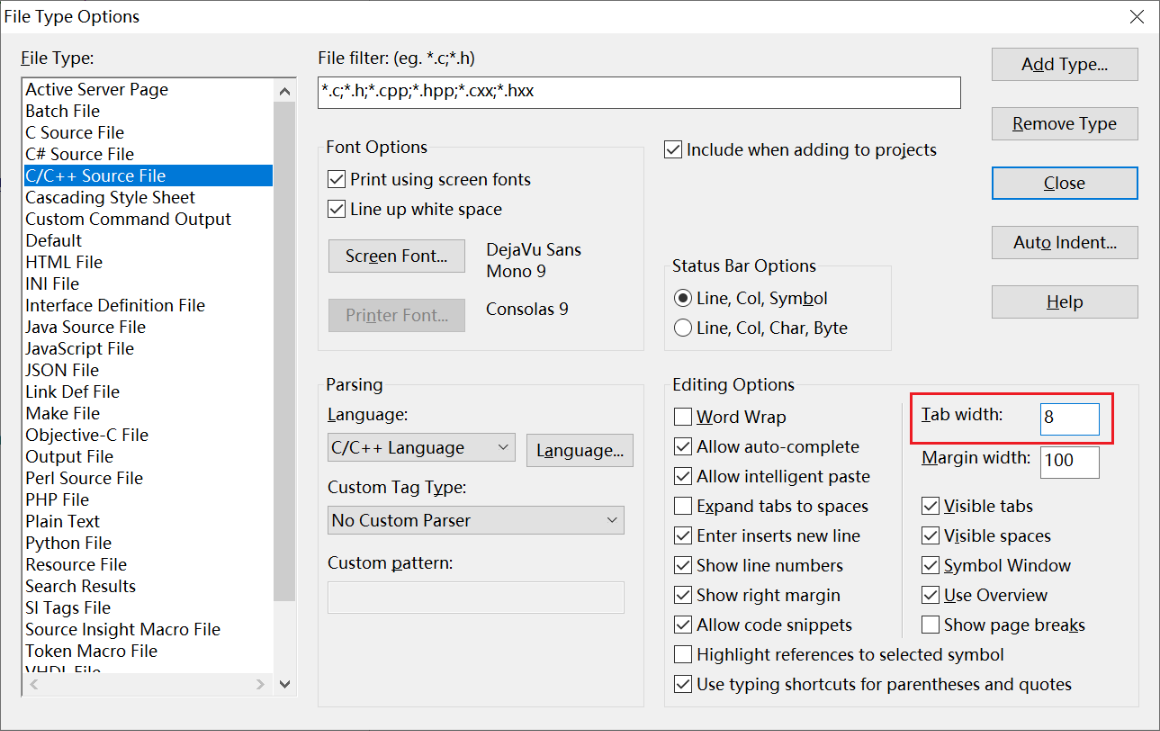 File Type Options
File Type:
Active Server Page
Batch File
C Source File
C# Source File
C/C++ Source File
Cascading Style Sheet
Custom Command Output
Default
HTML File
INI File
Interface Definition File
Java Source File
JavaScript File
JSON File
Link Def File
Make File
Objective-C File
Output File
Perl Source File
PHP File
Plain Text
Python File
Resource File
Search Results
SI Tags File
Source Insight Macro File
Token Macro File
VHDL File
File filter: (eg. *.c;*.h)
*.c;*.h;*.cpp;*.hpp;*.cxx;*.hxx
Font Options
Print using screen fonts
Line up white space
Screen Font...
DejaVu Sans
Mono 9
Printer Font...
Consolas 9
Include when adding to projects
Status Bar Options
Line, Col, Symbol
Line, Col, Char, Byte
Add Type...
Remove Type
Close
Auto Indent...
Help
Parsing
Language:
C/C++ Language
Language...
Custom Tag Type:
No Custom Parser
Custom pattern:
Editing Options
Word Wrap
Allow auto-complete
Allow intelligent paste
Expand tabs to spaces
Enter inserts new line
Show line numbers
Show right margin
Allow code snippets
Highlight references to selected symbol
Use typing shortcuts for parentheses and quotes
Tab width: 8
Margin width: 100
Visible tabs
Visible spaces
Symbol Window
Use Overview
Show page breaks